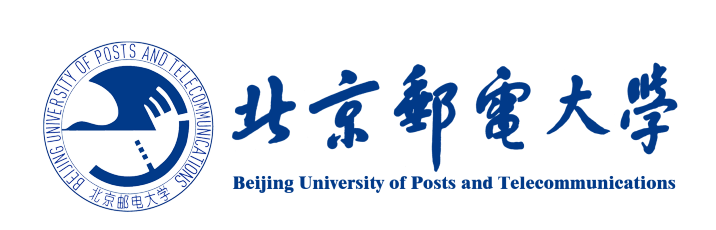 BEIJING UNIVERSITY OF POSTS AND TELECOMMUNICATIONS
北京邮电大学
北京郵電大学
Beijing University of Posts and Telecommunications